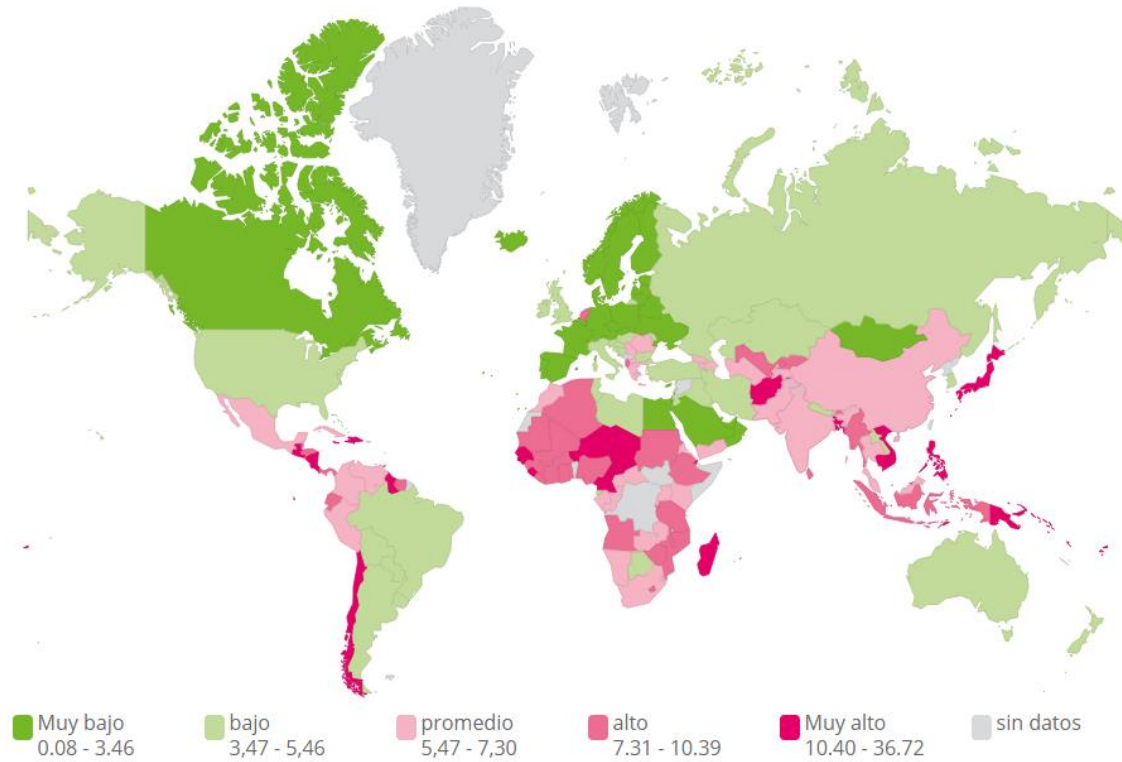 Muy bajo
0.08 - 3.46
bajo
3,47 - 5,46
promedio
5,47 - 7,30
alto
7.31 - 10.39
Muy alto
10.40 - 36.72
sin datos